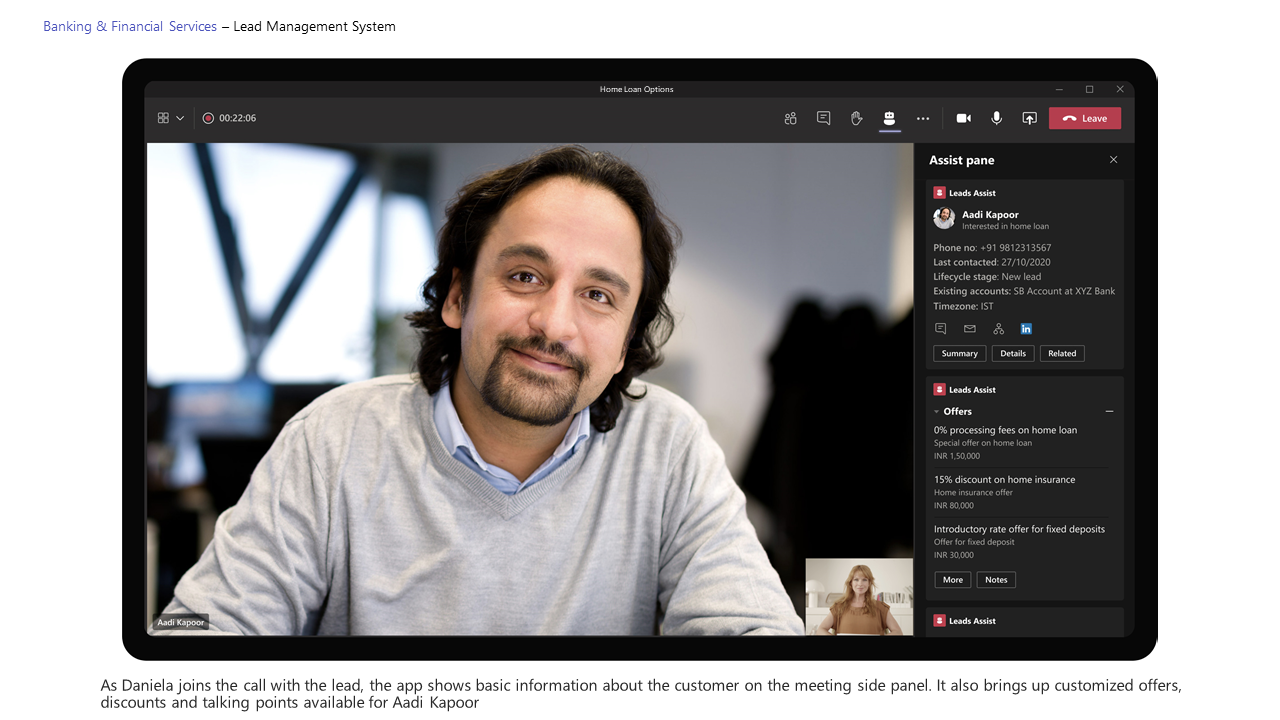 Banking & Financial Services – Lead Management System
Home Loan Options
00:22:06
Leave
Assist pane
Leads Assist
Aadi Kapoor
Interested in home loan
Phone no: +91 9812313567
Last contacted: 27/10/2020
Lifecycle stage: New lead
Existing accounts: SB Account at XYZ Bank
Timezone: IST
in
Summary Details Related
Leads Assist
Offers
0% processing fees on home loan
Special offer on home loan
INR 1,50,000
15% discount on home insurance
Home insurance offer
INR 80,000
Introductory rate offer for fixed deposits
Offer for fixed deposit
INR 30,000
More Notes
Leads Assist
Aadi Kapoor
As Daniela joins the call with the lead, the app shows basic information about the customer on the meeting side panel. It also brings up customized offers,
discounts and talking points available for Aadi Kapoor